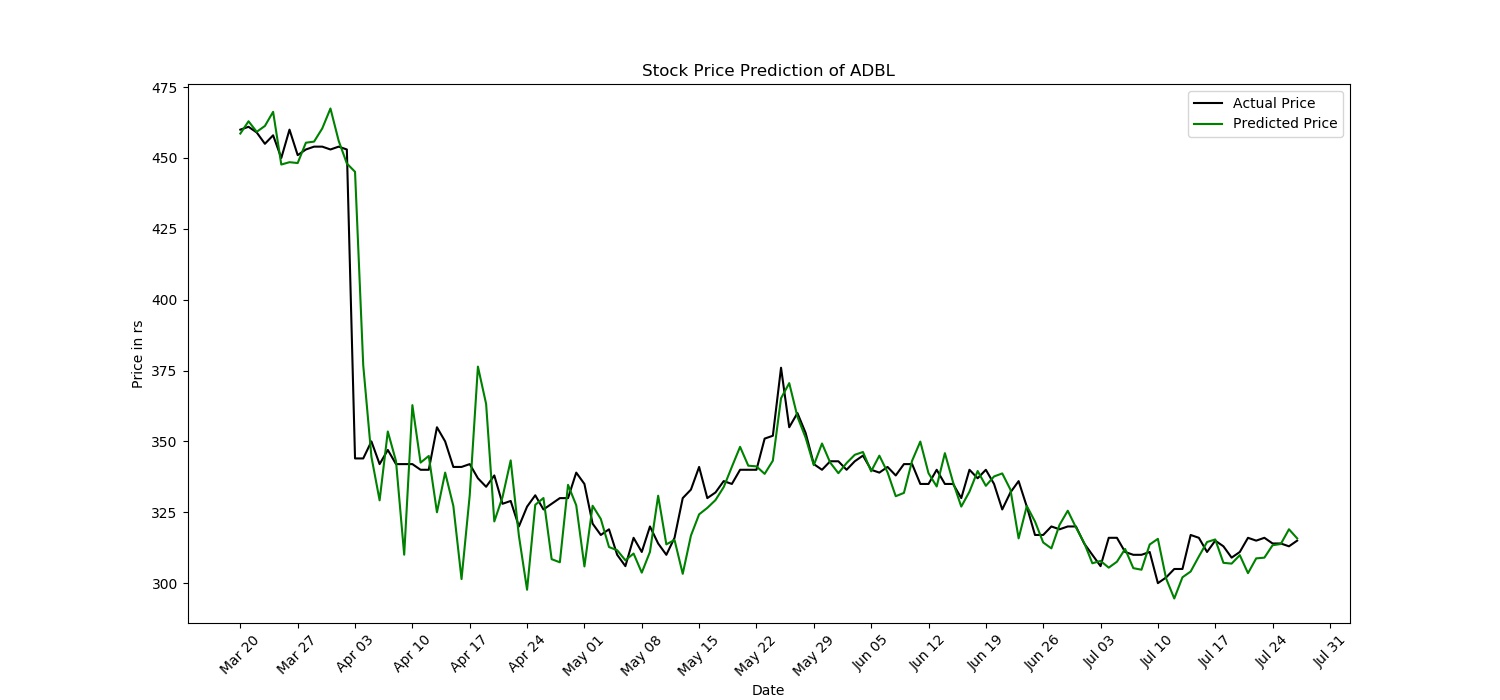 Stock Price Prediction of ADBL
Actual Price
Predicted Price
475
450
425
400
375
350
325
300
Price in rs
Mar 20
Mar 27
Apr 03
Apr 10
Apr 17
Apr 24
May 01
May 08
May 15
May 22
May 29
Jun 05
Jun 12
Jun 19
Jun 26
Jul 03
Jul 10
Jul 17
Jul 24
Jul 31
Date